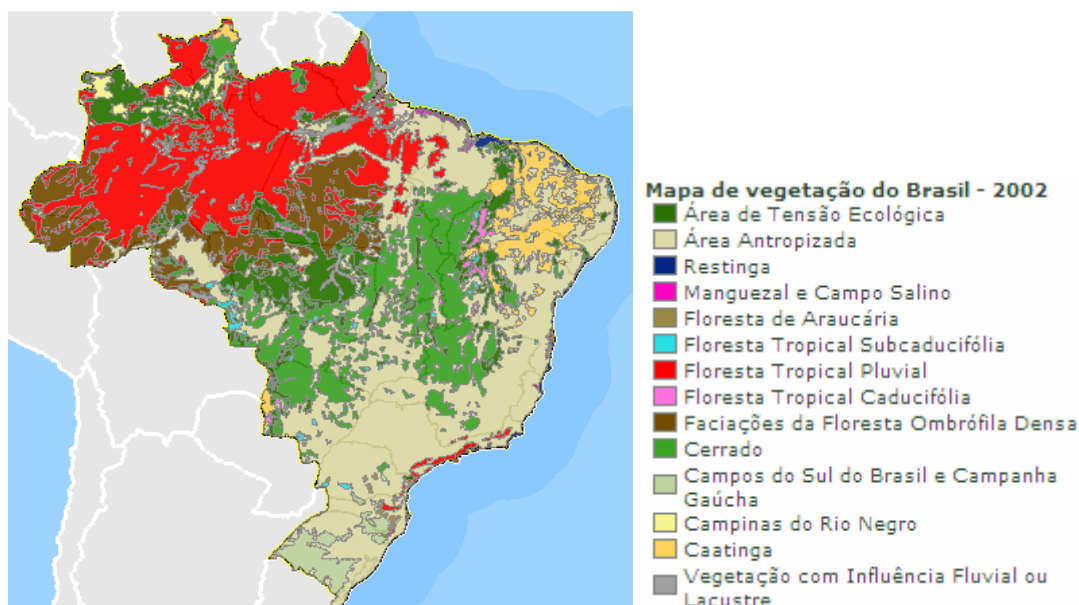 Mapa de vegetação do Brasil - 2002
Área de Tensão Ecológica
Área Antropizada
Restinga
Manguezal e Campo Salino
Floresta de Araucária
Floresta Tropical Subcaducifólia
Floresta Tropical Pluvial
Floresta Tropical Caducifólia
Faciações da Floresta Ombrófila Densa
Cerrado
Campos do Sul do Brasil e Campanha
Gaúcha
Campinas do Rio Negro
Caatinga
Vegetação com Influência Fluvial ou
Lacustre